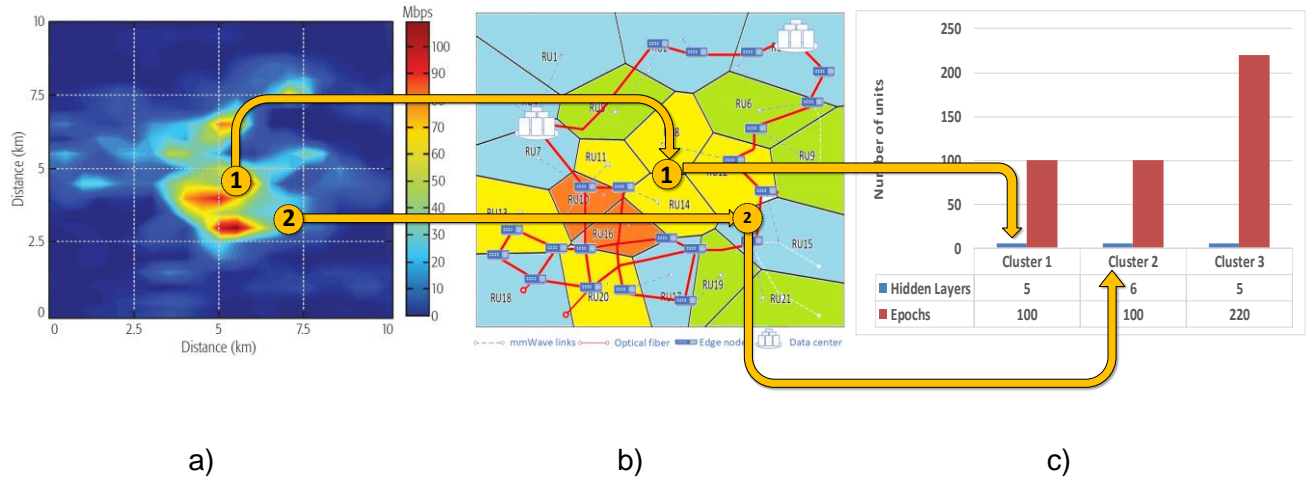 Mbps
10
7.5
5
2.5
0
Distance (km)
0
2.5
5
7.5
10
Distance (km)
100
90
80
70
60
50
40
30
20
10
0
1
2
RU1
RU5
RU6
RU7
RU11
RU9
RU10
RU12
RU13
RU14
RU16
RU15
RU18
RU20
RU17
RU19
RU21
1
2
mmWave links
Optical fiber
Edge node
Data center
Number of units
250
200
150
100
50
0
Cluster 1 Cluster 2 Cluster 3
Hidden Layers 5 6 5
Epochs 100 100 220
a) b) c)